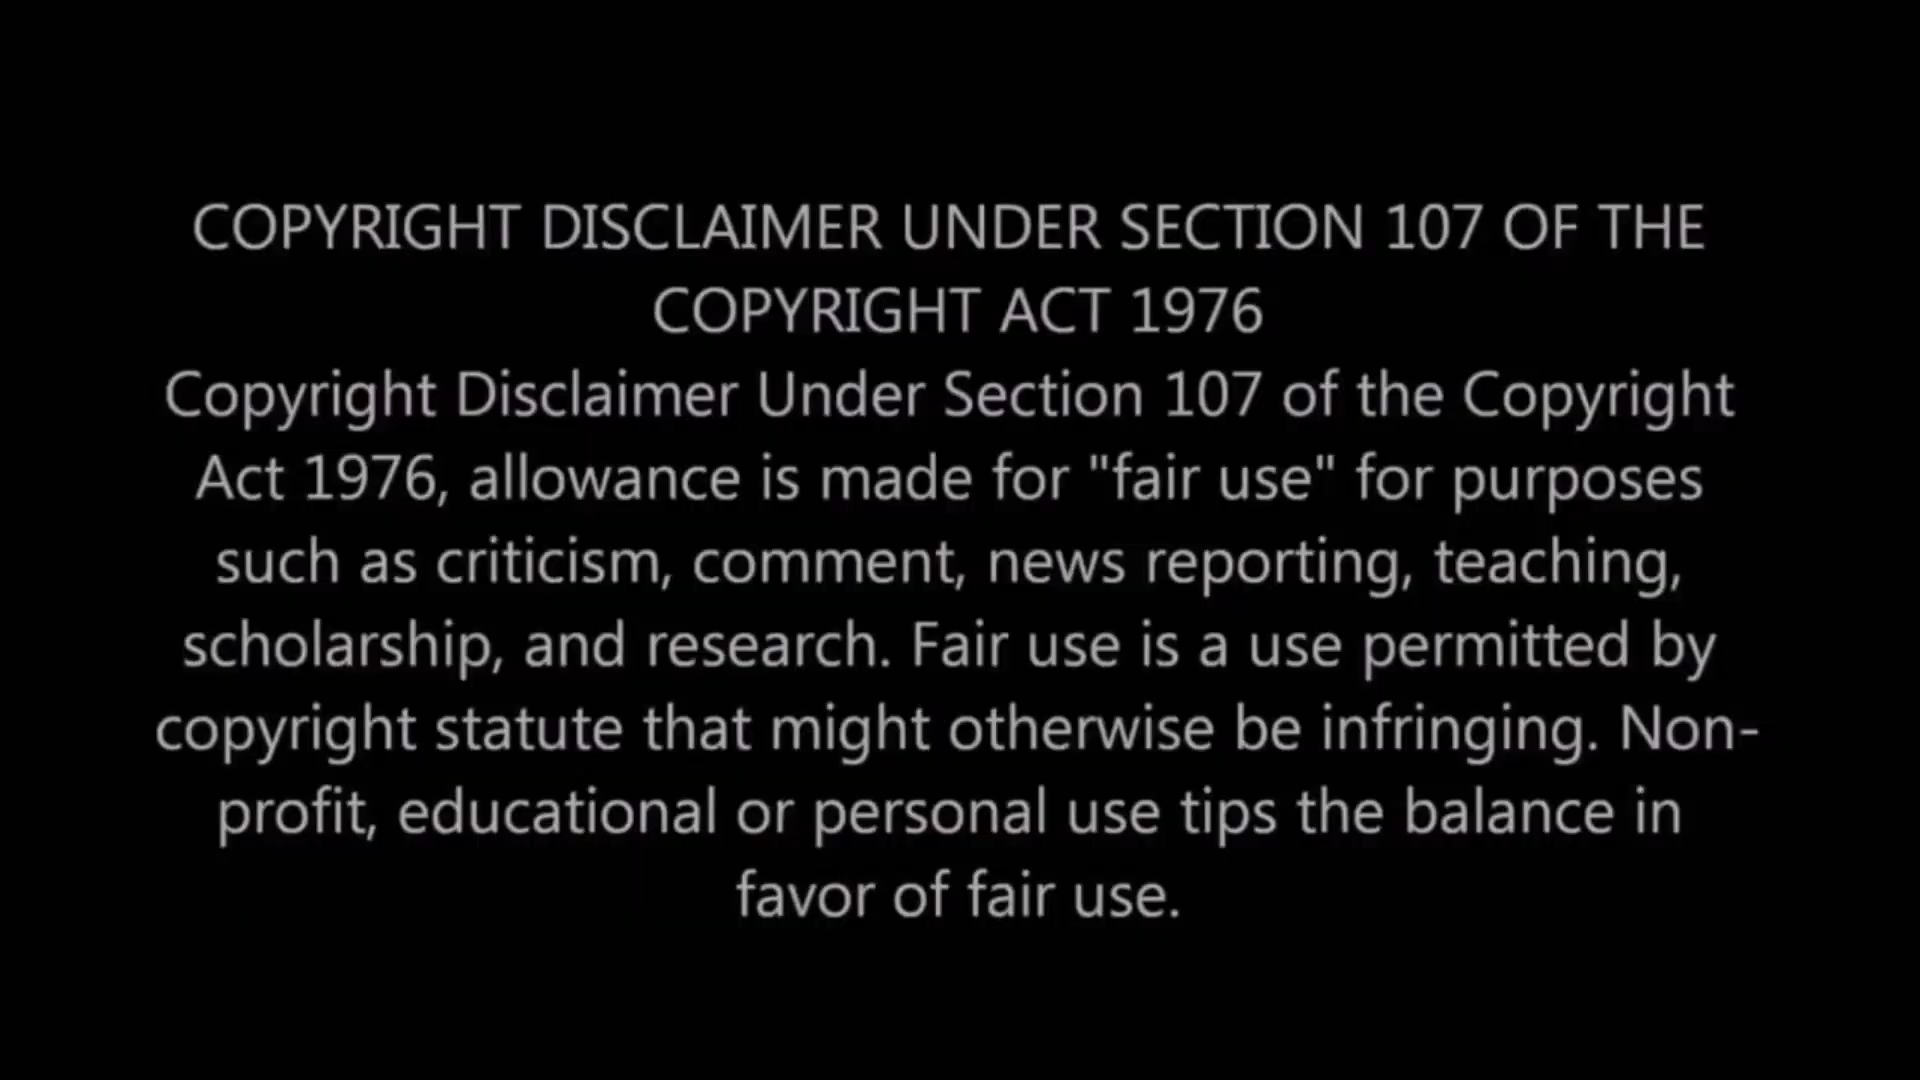 COPYRIGHT DISCLAIMER UNDER SECTION 107 OF THE
COPYRIGHT ACT 1976
Copyright Disclaimer Under Section 107 of the Copyright
Act 1976, allowance is made for "fair use" for purposes
such as criticism, comment, news reporting, teaching,
scholarship, and research. Fair use is a use permitted by
copyright statute that might otherwise be infringing. Non-
profit, educational or personal use tips the balance in
favor of fair use.